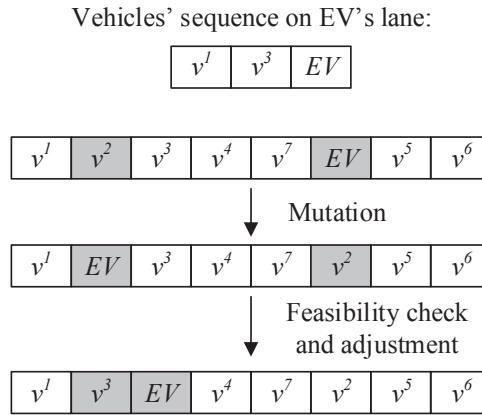 Vehicles' sequence on EV's lane:
v¹ v³ EV
v¹ v² v³ v⁴ v⁷ EV v⁵ v⁶
Mutation
v¹ EV v³ v⁴ v⁷ v² v⁵ v⁶
Feasibility check
and adjustment
v¹ v³ EV v⁴ v⁷ v² v⁵ v⁶